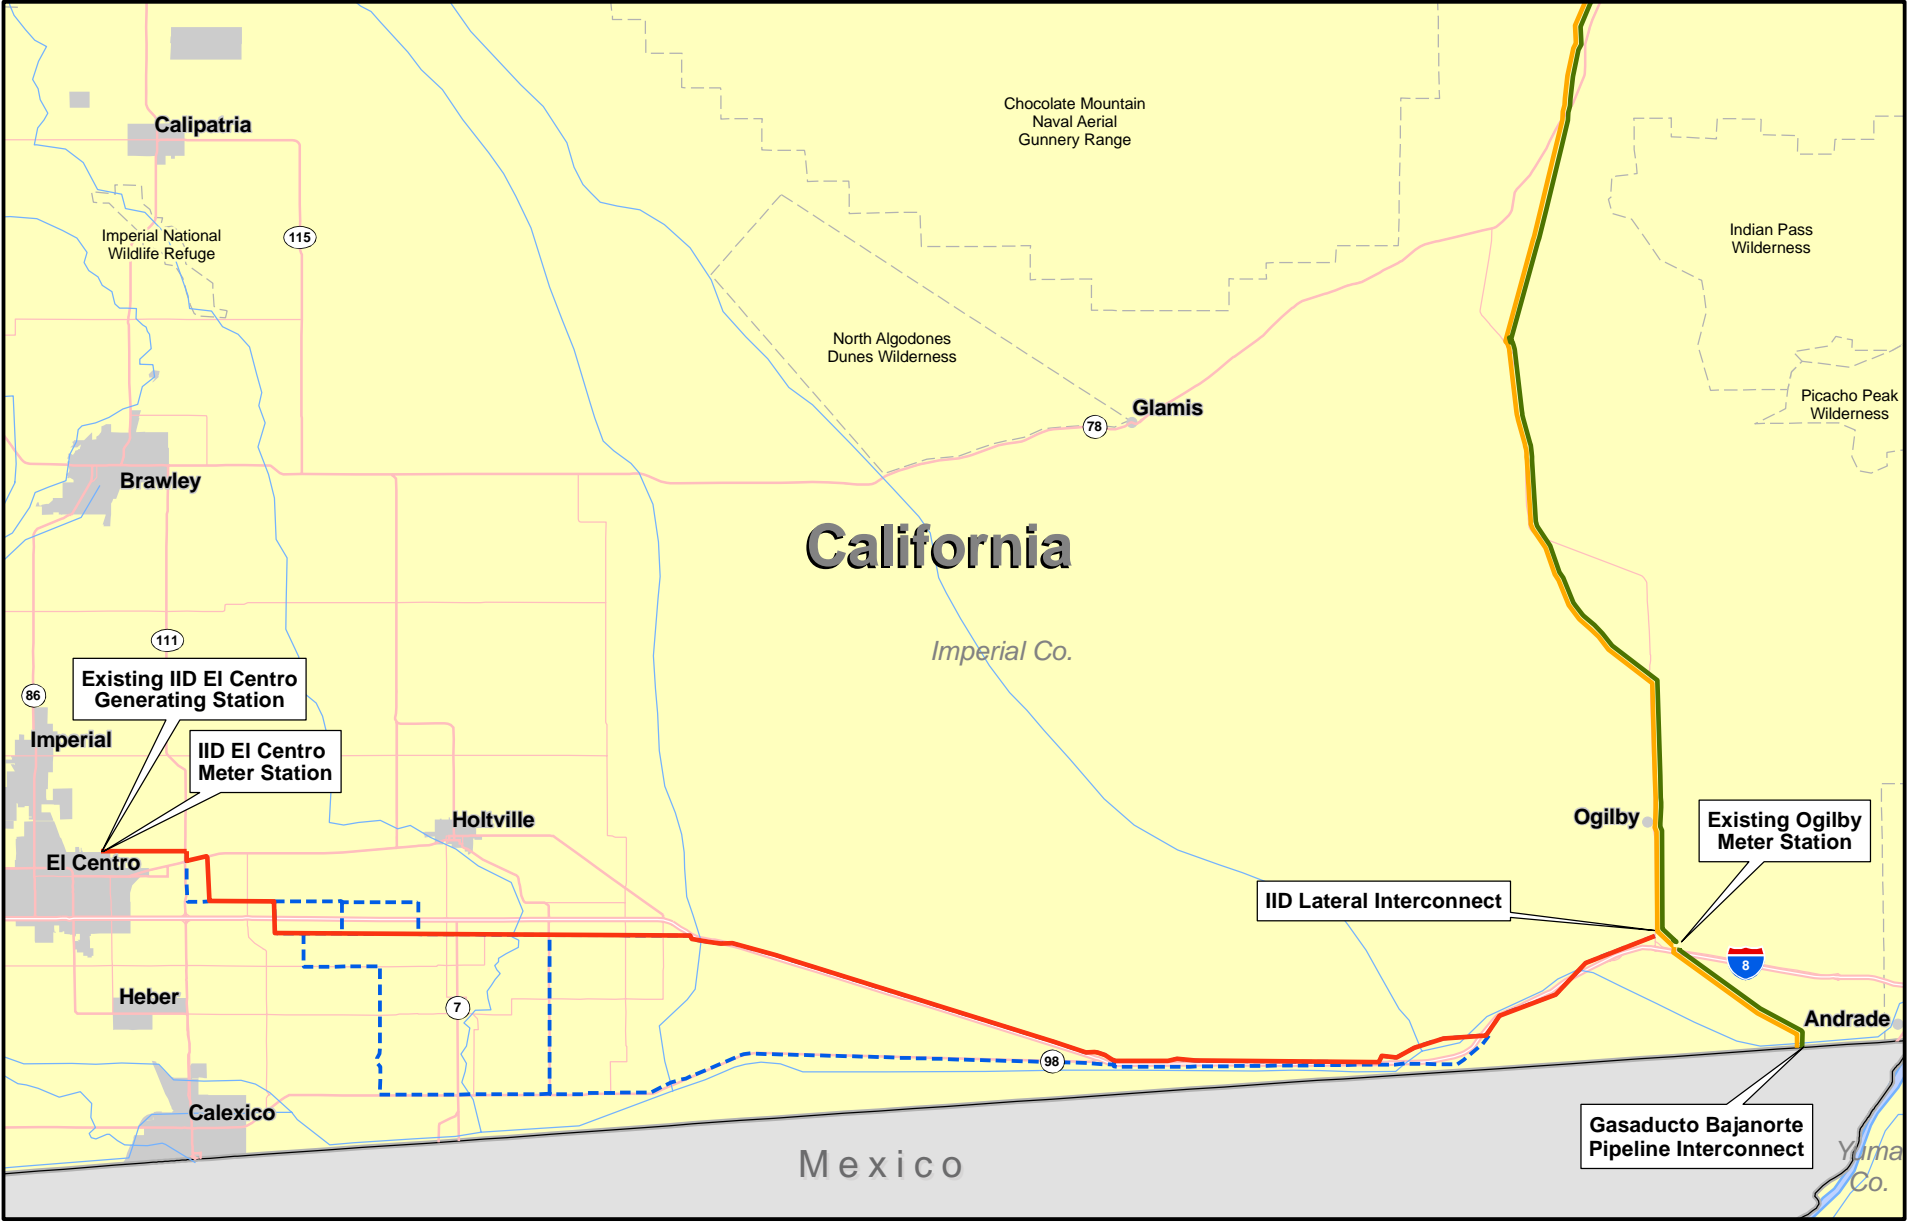 Chocolate Mountain
Naval Aerial
Gunnery Range
Calipatria
Imperial National
Wildlife Refuge
115
Indian Pass
Wilderness
North Algodones
Dunes Wilderness
Picacho Peak
Wilderness
Glamis
78
Brawley
California
111
Imperial Co.
Existing IID El Centro
Generating Station
86
Imperial
IID El Centro
Meter Station
Holtville
Ogilby
Existing Ogilby
Meter Station
El Centro
IID Lateral Interconnect
8
Heber
7
Andrade
98
Calexico
Gasaducto Bajanorte
Pipeline Interconnect
Mexico
Yuma
Co.